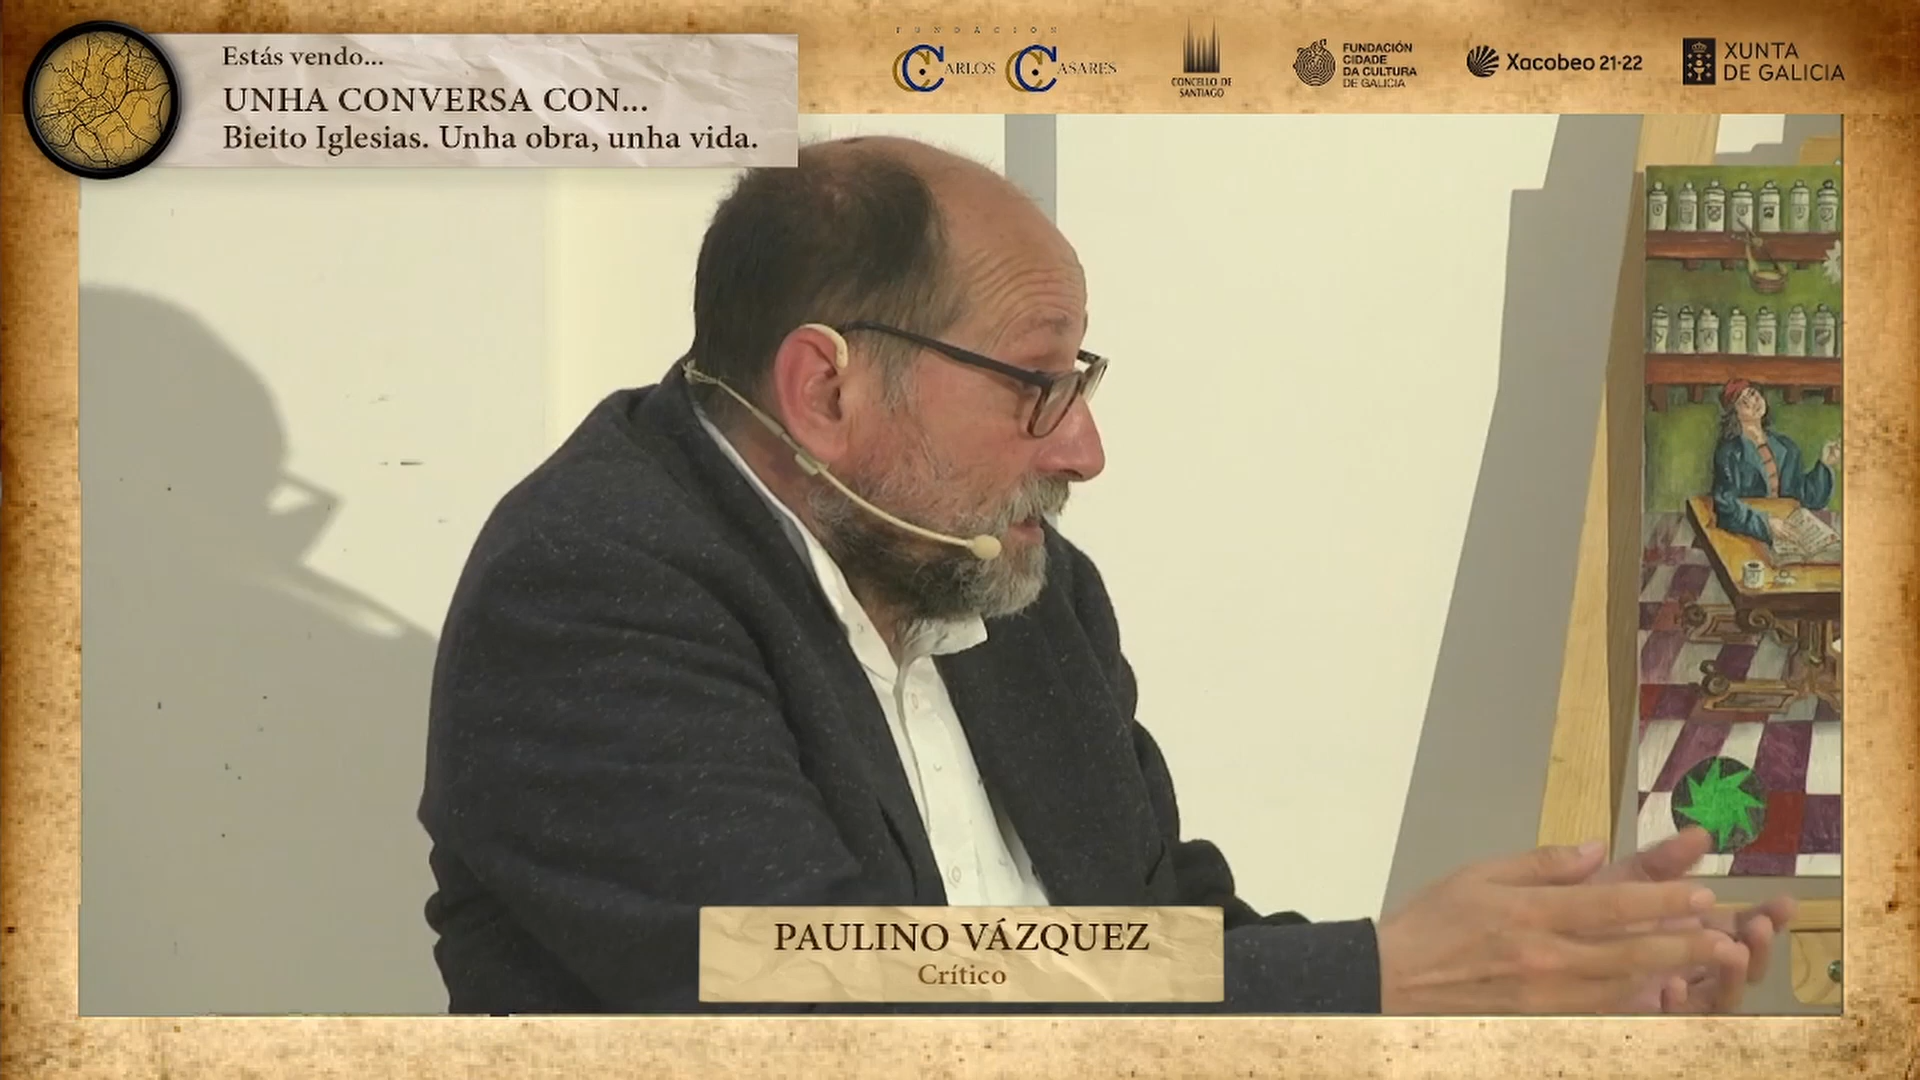 Estás vendo...
UNHA CONVERSA CON...
Bieito Iglesias. Unha obra, unha vida.
FUNDACIÓN
CARLOS CASARES
CONCELLO DE
SANTIAGO
FUNDACIÓN
CIDADE
DA CULTURA
DE GALICIA
Xacobeo 21·22
XUNTA
DE GALICIA
PAULINO VÁZQUEZ
Crítico